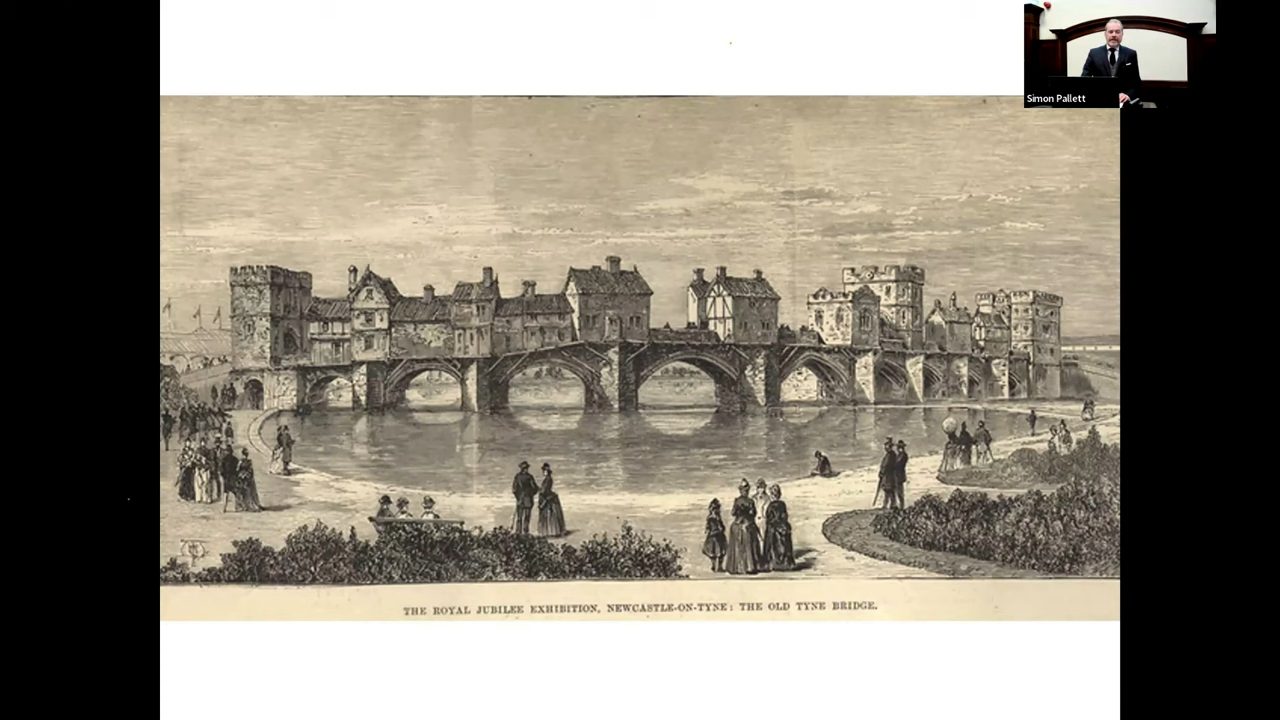 Simon Pallett
THE ROYAL JUBILEE EXHIBITION, NEWCASTLE-ON-TYNE: THE OLD TYNE BRIDGE.